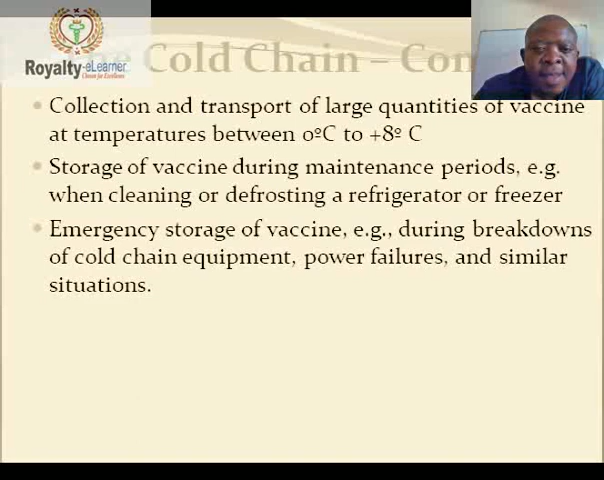 Cold Chain –
Royalty-eLearner
Collection and transport of large quantities of vaccine
at temperatures between 0ºC to +8º C
Storage of vaccine during maintenance periods, e.g.
when cleaning or defrosting a refrigerator or freezer
Emergency storage of vaccine, e.g., during breakdowns
of cold chain equipment, power failures, and similar
situations.